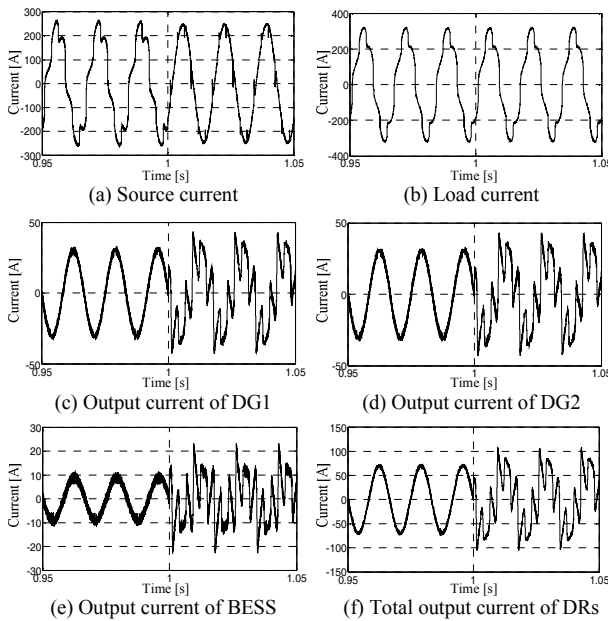 300
200
100
0
-100
-200
-300
Current [A]
0.95
1
1.05
Time [s]
(a) Source current
400
200
0
-200
-400
Current [A]
0.95
1
1.05
Time [s]
(b) Load current
50
0
-50
Current [A]
0.95
1
1.05
Time [s]
(c) Output current of DG1
50
0
-50
Current [A]
0.95
1
1.05
Time [s]
(d) Output current of DG2
30
20
10
0
-10
-20
-30
Current [A]
0.95
1
1.05
Time [s]
(e) Output current of BESS
150
100
50
0
-50
-100
-150
Current [A]
0.95
1
1.05
Time [s]
(f) Total output current of DRs